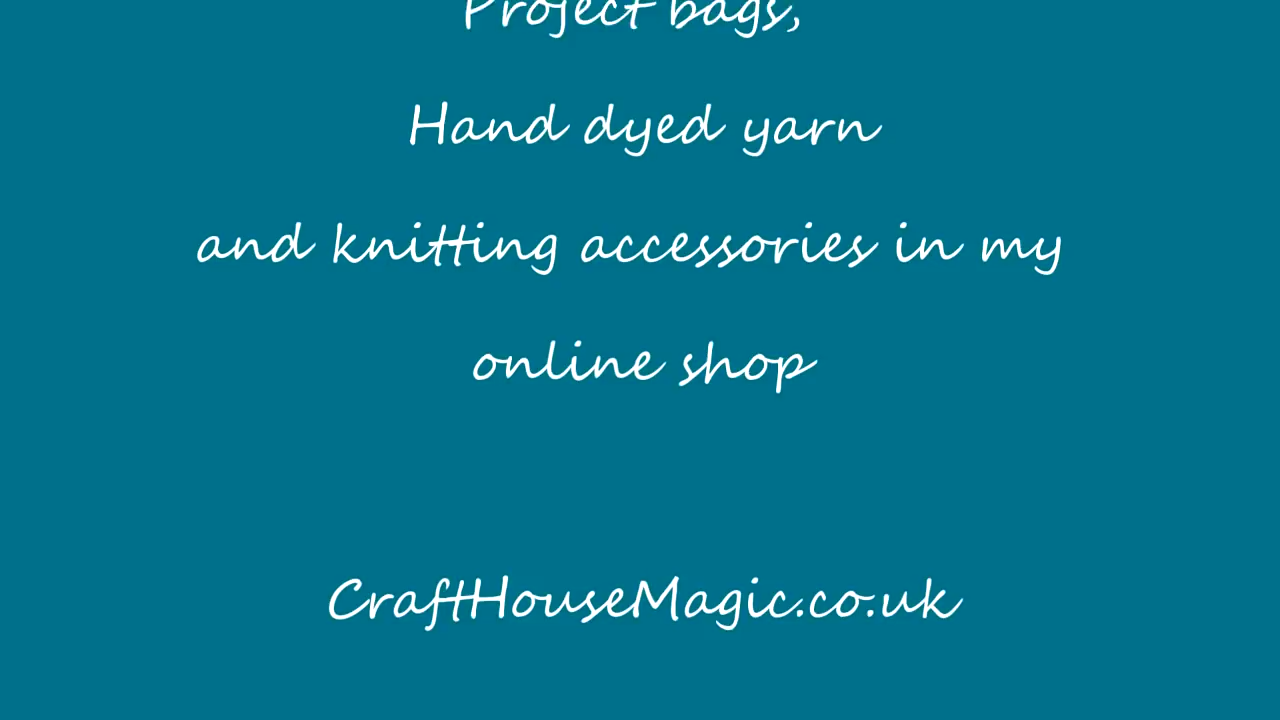 Project bags,
Hand dyed yarn
and knitting accessories in my
online shop
CraftHouseMagic.co.uk